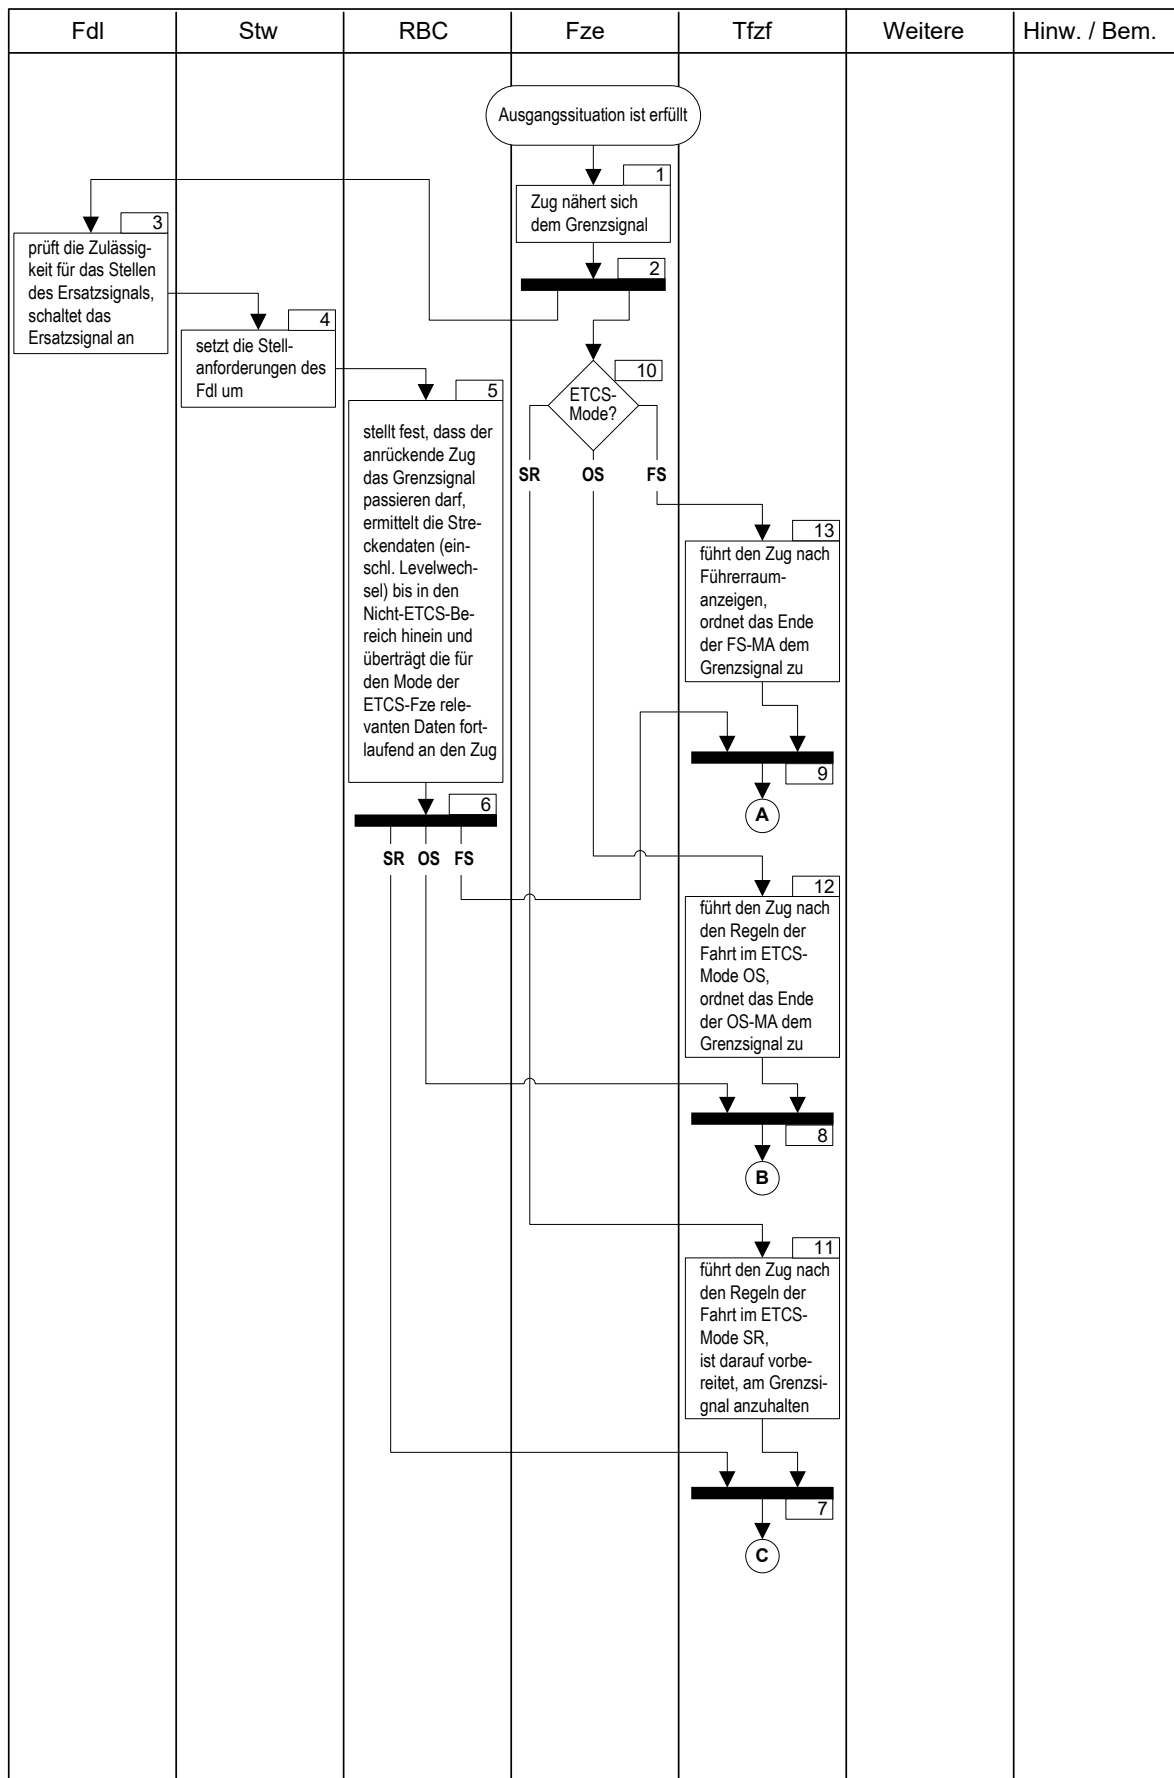 Fdl
Stw
RBC
Fze
Tfzf
Weitere
Hinw. / Bem.
Ausgangssituation ist erfüllt
1
Zug nähert sich
dem Grenzsignal
2
3
prüft die Zulässig-
keit für das Stellen
des Ersatzsignals,
schaltet das
Ersatzsignal an
4
setzt die Stell-
anforderungen des
Fdl um
5
stellt fest, dass der
anrückende Zug
das Grenzsignal
passieren darf,
ermittelt die Stre-
ckendaten (ein-
schl. Levelwech-
sel) bis in den
Nicht-ETCS-Be-
reich hinein und
überträgt die für
den Mode der
ETCS-Fze rele-
vanten Daten fort-
laufend an den Zug
6
SR OS FS
10
ETCS-
Mode?
SR OS FS
13
führt den Zug nach
Führerraum-
anzeigen,
ordnet das Ende
der FS-MA dem
Grenzsignal zu
9
A
12
führt den Zug nach
den Regeln der
Fahrt im ETCS-
Mode OS,
ordnet das Ende
der OS-MA dem
Grenzsignal zu
8
B
11
führt den Zug nach
den Regeln der
Fahrt im ETCS-
Mode SR,
ist darauf vorbe-
reitet, am Grenzsi-
gnal anzuhalten
7
C